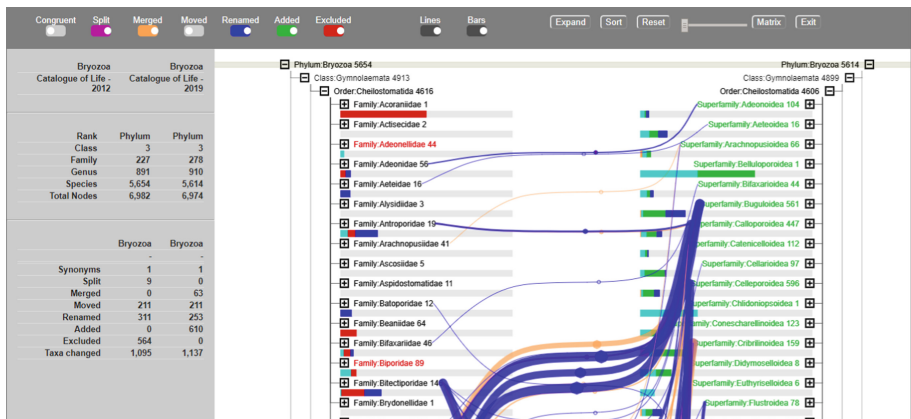 Congruent Split Merged Moved Renamed Added Excluded Lines Bars Expand Sort Reset Matrix Exit
Bryozoa Bryozoa
Catalogue of Life - Catalogue of Life -
2012 2019
Rank Phylum Phylum
Class 3 3
Family 227 278
Genus 891 910
Species 5,654 5,614
Total Nodes 6,982 6,974
Bryozoa Bryozoa
- -
Synonyms 1 1
Split 9 0
Merged 0 63
Moved 211 211
Renamed 311 253
Added 0 610
Excluded 564 0
Taxa changed 1,095 1,137
Phylum:Bryozoa 5654
Class:Gymnolaemata 4913
Order:Cheilostomatida 4616
Family:Acoraniidae 1
Family:Actisecidae 2
Family:Adeonellidae 44
Family:Adeonidae 56
Family:Aeteidae 16
Family:Alysidiidae 3
Family:Antroporidae 19
Family:Arachnopusiidae 41
Family:Ascosiidae 5
Family:Aspidostomatidae 11
Family:Batoporidae 12
Family:Beaniidae 64
Family:Bifaxariidae 46
Family:Biporidae 89
Family:Bitectiporidae 14
Family:Brydonellidae 1
Phylum:Bryozoa 5614
Class:Gymnolaemata 4899
Order:Cheilostomatida 4606
Superfamily:Adeonoidea 104
Superfamily:Aeteoidea 16
Superfamily:Arachnopusioidea 66
Superfamily:Belluloporoidea 1
Superfamily:Bifaxarioidea 44
Superfamily:Buguloidea 561
Superfamily:Calloporoidea 447
Superfamily:Catenicelloidea 112
Superfamily:Cellarioidea 97
Superfamily:Celleporoidea 596
Superfamily:Chlidoniopsoidea 1
Superfamily:Conescharellinoidea 123
Superfamily:Cribrilinoidea 159
Superfamily:Didymoselloidea 8
Superfamily:Euthyriselloidea 6
Superfamily:Flustroidea 78